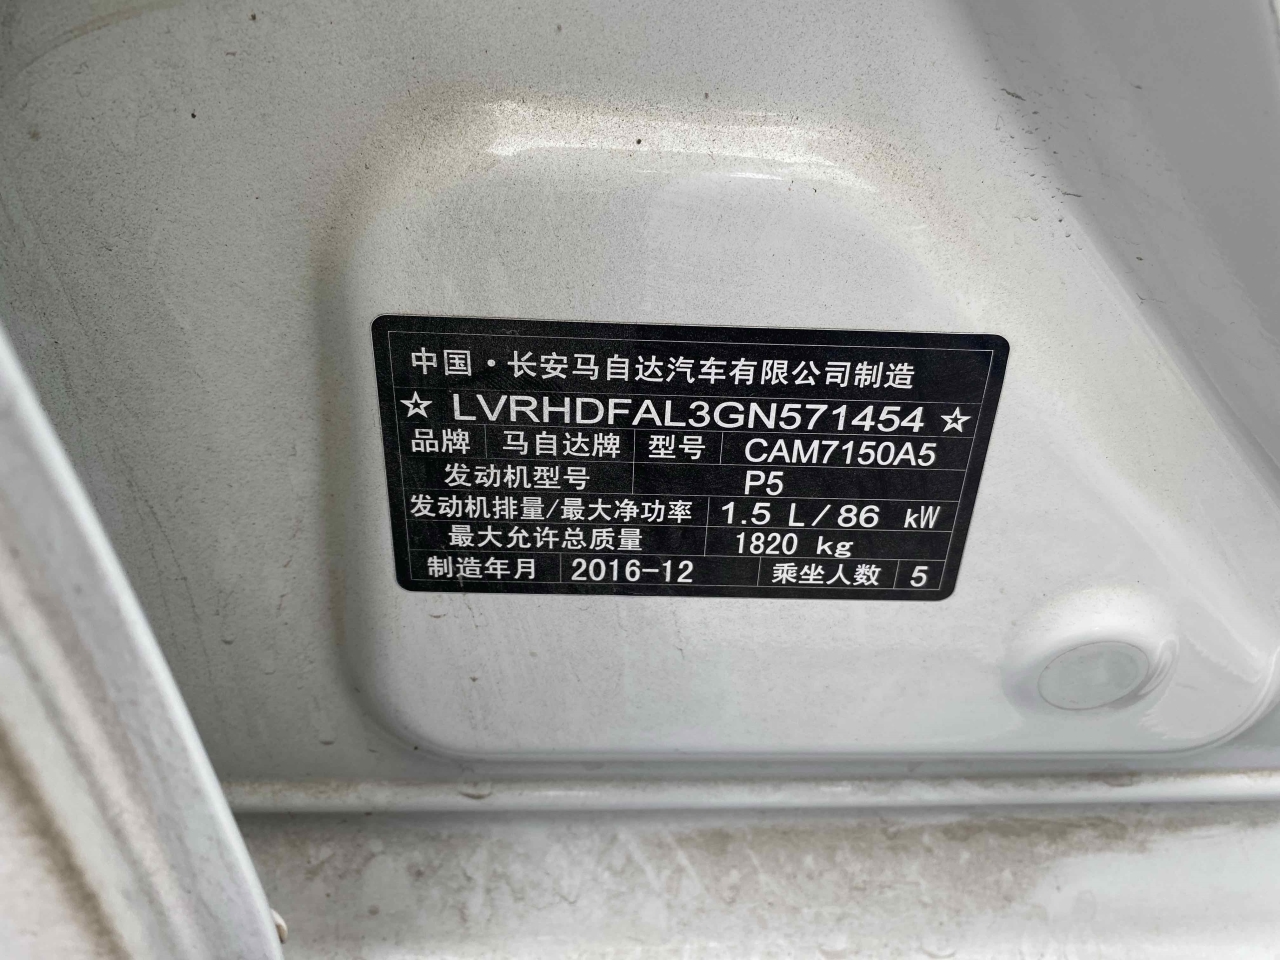 中国·长安马自达汽车有限公司制造
☆ LVRHDFAL3GN571454 ☆
品牌 马自达牌 型号 CAM7150A5
发动机型号 P5
发动机排量/最大净功率 1.5 L/86 kW
最大允许总质量 1820 kg
制造年月 2016-12 乘坐人数 5